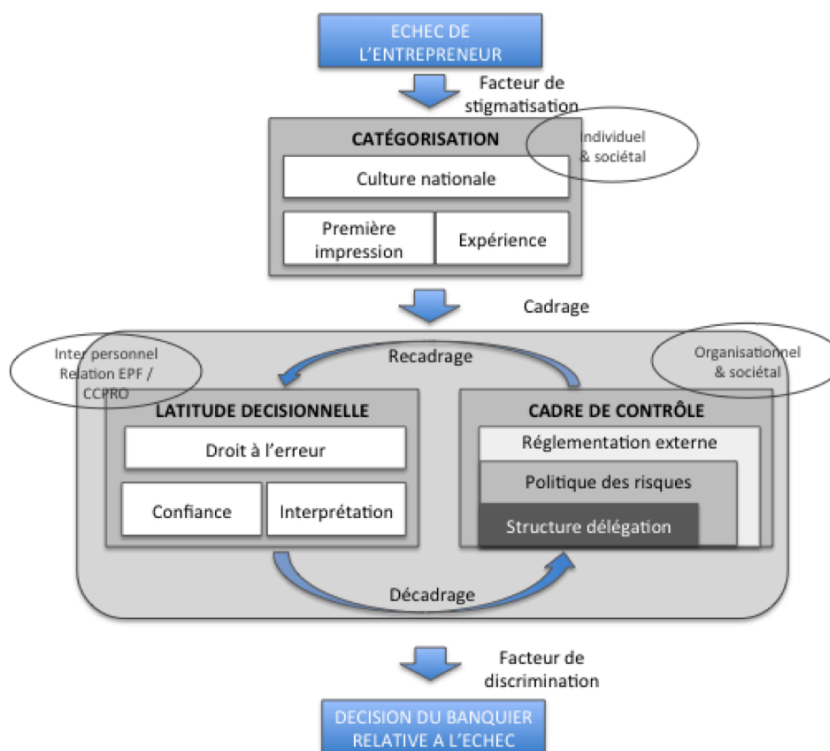 ECHEC DE
L'ENTREPRENEUR
Facteur de
stigmatisation
CATÉGORISATION
Individuel
& sociétal
Culture nationale
Première
impression
Expérience
Cadrage
Inter personnel
Relation EPF /
CCPRO
Recadrage
Organisationnel
& sociétal
LATITUDE DECISIONNELLE
CADRE DE CONTRÔLE
Droit à l'erreur
Réglementation externe
Politique des risques
Confiance
Interprétation
Structure délégation
Décadrage
Facteur de
discrimination
DECISION DU BANQUIER
RELATIVE A L'ECHEC